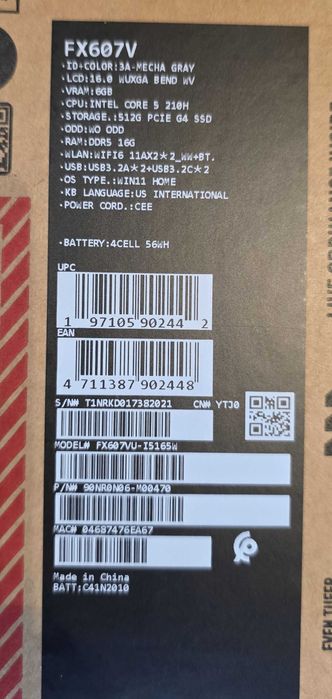 FX607V
·ID+COLOR:3A-MECHA GRAY
·LCD:16.0 WUXGA BEND WV
·VRAM:6GB
·CPU:INTEL CORE 5 210H
·STORAGE.:512G PCIE G4 SSD
·ODD:WO ODD
·RAM:DDR5 16G
·WLAN:WIFI6 11AX2*2_WW+BT.
·USB:USB3.2A*2+USB3.2C*2
·OS TYPE.:WIN11 HOME
·KB LANGUAGE:US INTERNATIONAL
·POWER CORD.:CEE
·BATTERY:4CELL 56WH
UPC
1 97105 90244 2
EAN
4 711387 902448
S/N# T1NRKD017382021 CN# YTJ0
MODEL# FX607VU-I5165W
P/N# 90NR0N06-M00470
MAC# 04687476EA67
Made in China
BATT:C41N2010